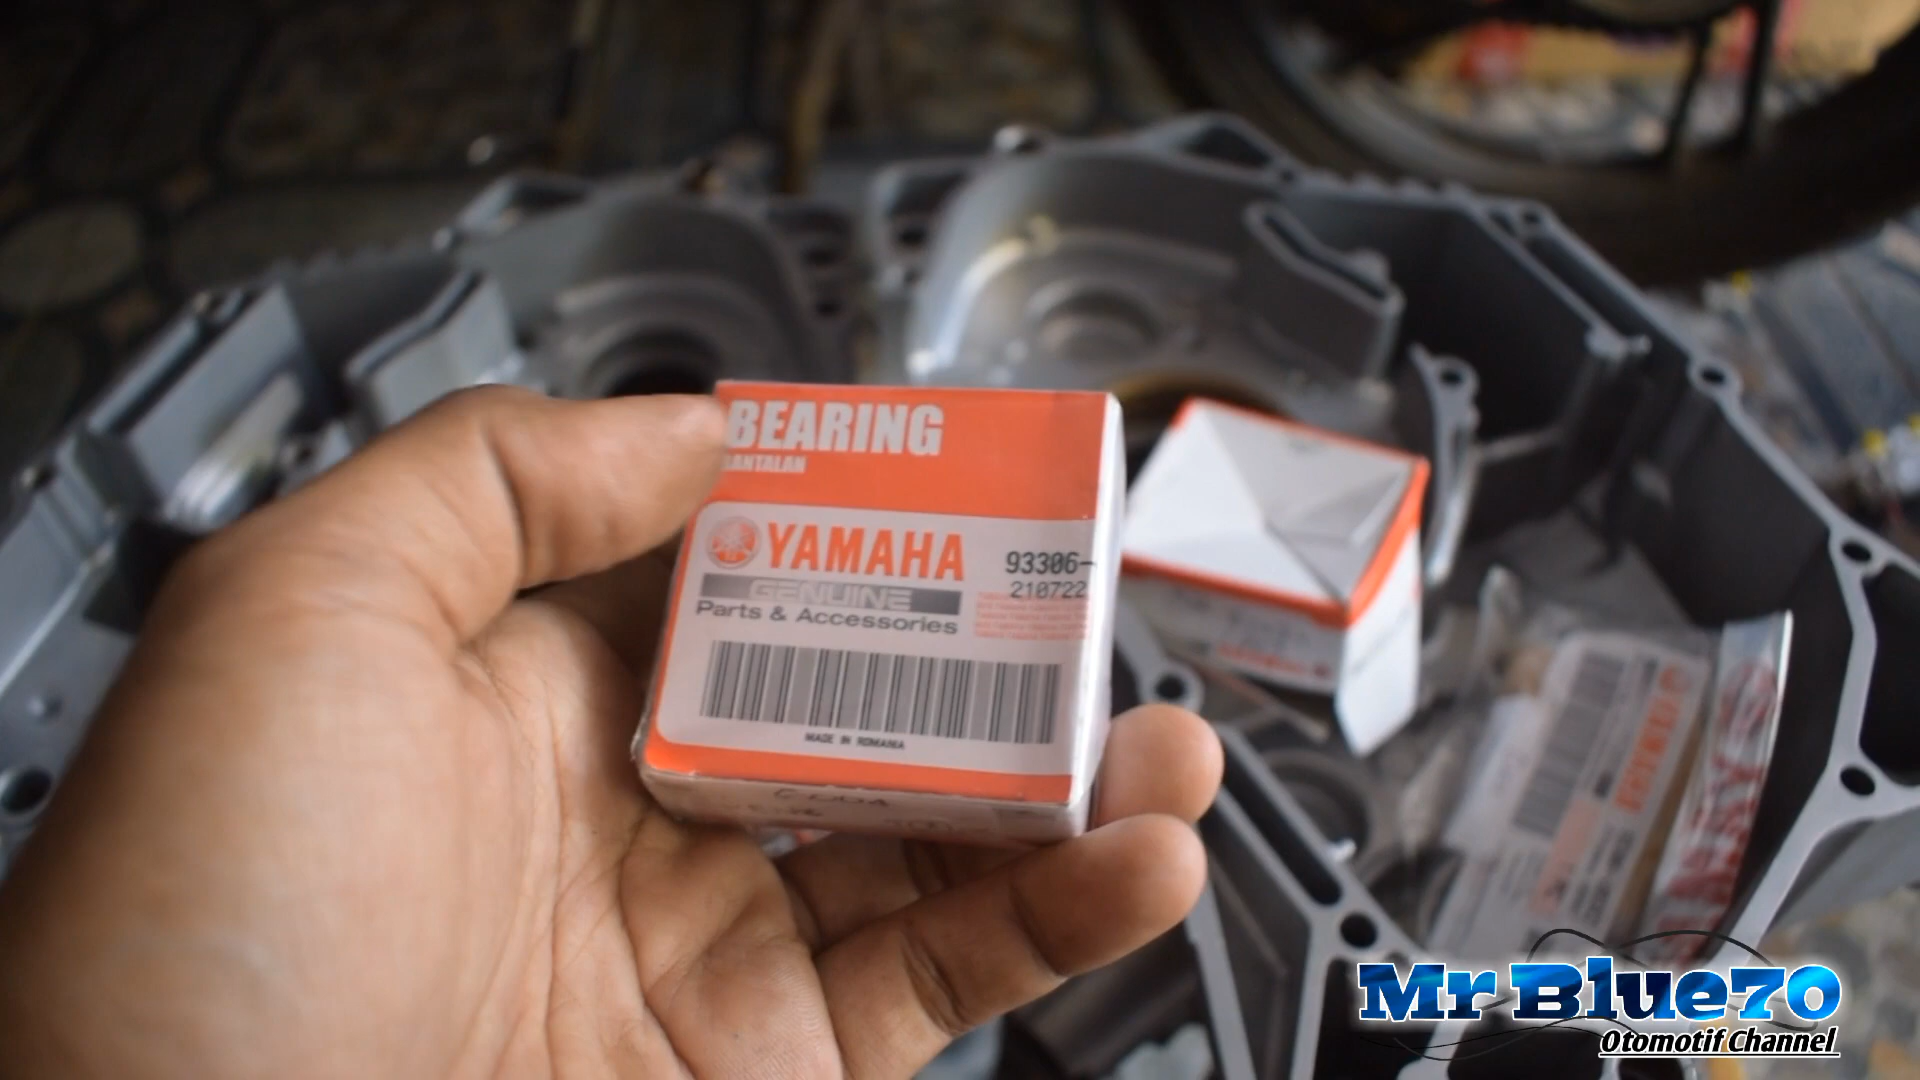 BEARING
BANTALAN
YAMAHA
93306-
GENUINE
210722
Parts & Accessories
MADE IN ROMANIA
Mr Blue70
Otomotif Channel